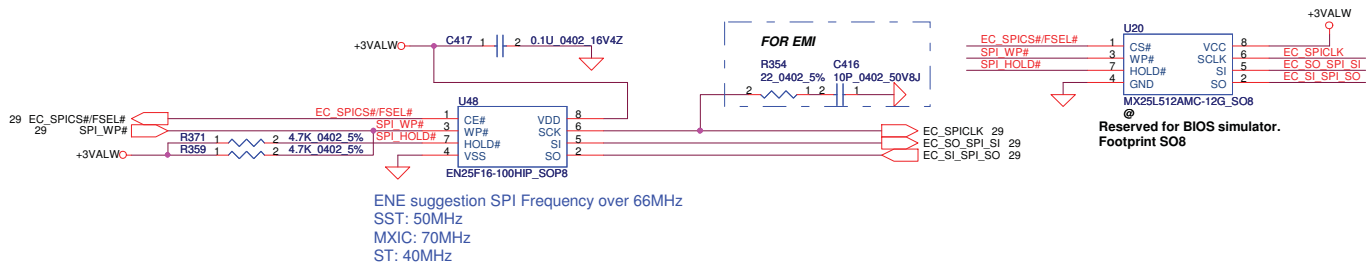 +3VALW
C417 1 2 0.1U_0402_16V4Z
FOR EMI
R354
22_0402_5%
2 1
C416
10P_0402_50V8J
2 1
U48
29 EC_SPICS#/FSEL#
29 SPI_WP#
EC_SPICS#/FSEL#
SPI_WP#
SPI_HOLD#
R371 1 2 4.7K_0402_5%
R359 1 2 4.7K_0402_5%
+3VALW
1 CE# VDD 8
3 WP# SCK 6
7 HOLD# SI 5
4 VSS SO 2
EN25F16-100HIP_SOP8
EC_SPICLK 29
EC_SO_SPI_SI 29
EC_SI_SPI_SO 29
ENE suggestion SPI Frequency over 66MHz
SST: 50MHz
MXIC: 70MHz
ST: 40MHz
+3VALW
U20
EC_SPICS#/FSEL# 1 CS# VCC 8
SPI_WP# 3 WP# SCLK 6 EC_SPICLK
SPI_HOLD# 7 HOLD# SI 5 EC_SO_SPI_SI
4 GND SO 2 EC_SI_SPI_SO
MX25L512AMC-12G_SO8
@
Reserved for BIOS simulator.
Footprint SO8